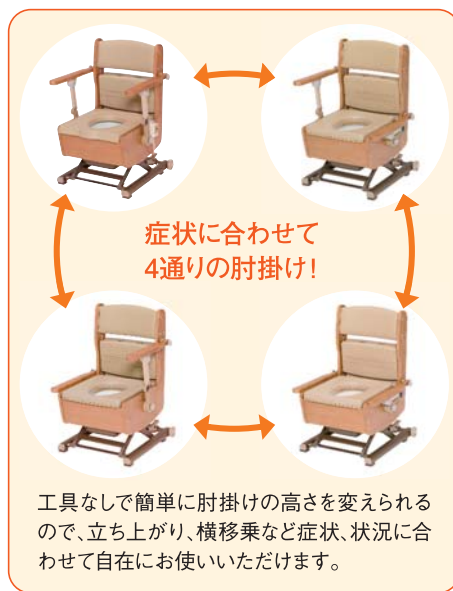 症状に合わせて
4通りの肘掛け!
工具なしで簡単に肘掛けの高さを変えられる
ので、立ち上がり、横移乗など症状、状況に合
わせて自在にお使いいただけます。